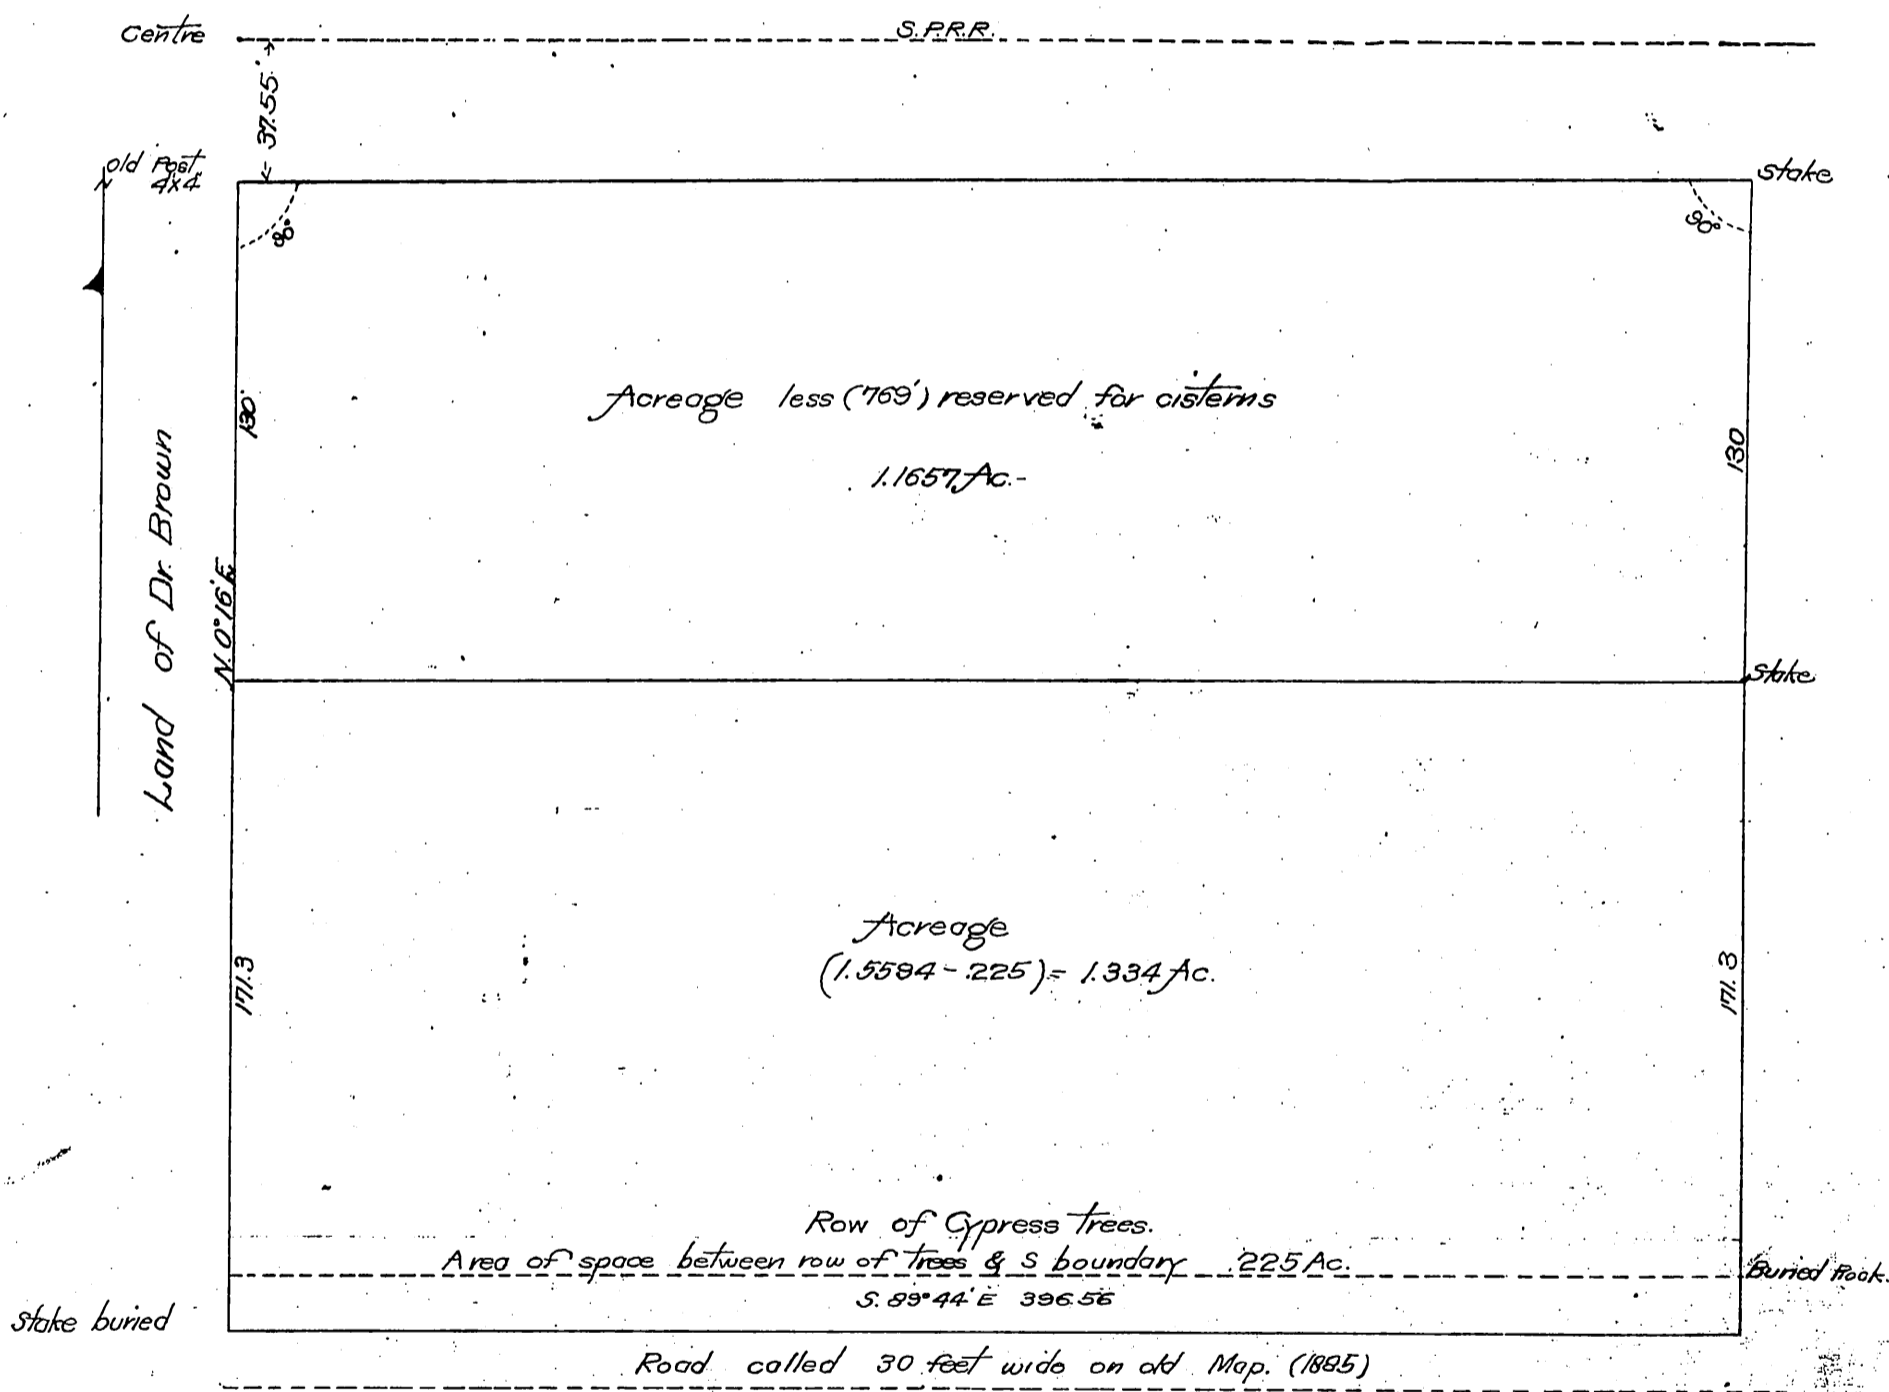 Centre
S.P.R.R.
37.55
old Post
4x4
N
stake
90°
90°
Acreage less (769') reserved for cisterns
1.1657 Ac.-
130
130
Land of Dr. Brown
N. 0° 16' E.
stake
Acreage
(1.5594 - .225) = 1.334 Ac.
171.3
171.3
Row of Cypress trees.
Area of space between row of trees & S boundary .225 Ac.
Buried Rock.
S. 89° 44' E 396.56
Stake buried
Road called 30 feet wide on old Map. (1885)